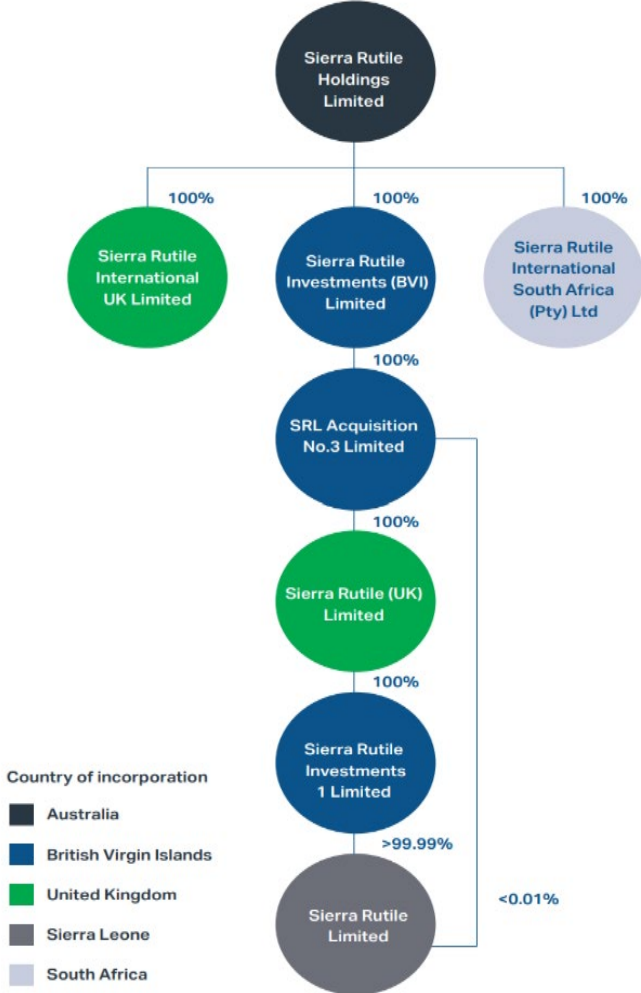 Sierra Rutile
Holdings
Limited
100%
100%
100%
Sierra Rutile
International
UK Limited
Sierra Rutile
Investments (BVI)
Limited
Sierra Rutile
International
South Africa
(Pty) Ltd
100%
SRL Acquisition
No.3 Limited
100%
Sierra Rutile (UK)
Limited
100%
Sierra Rutile
Investments
1 Limited
>99.99%
Sierra Rutile
Limited
<0.01%
Country of incorporation
Australia
British Virgin Islands
United Kingdom
Sierra Leone
South Africa